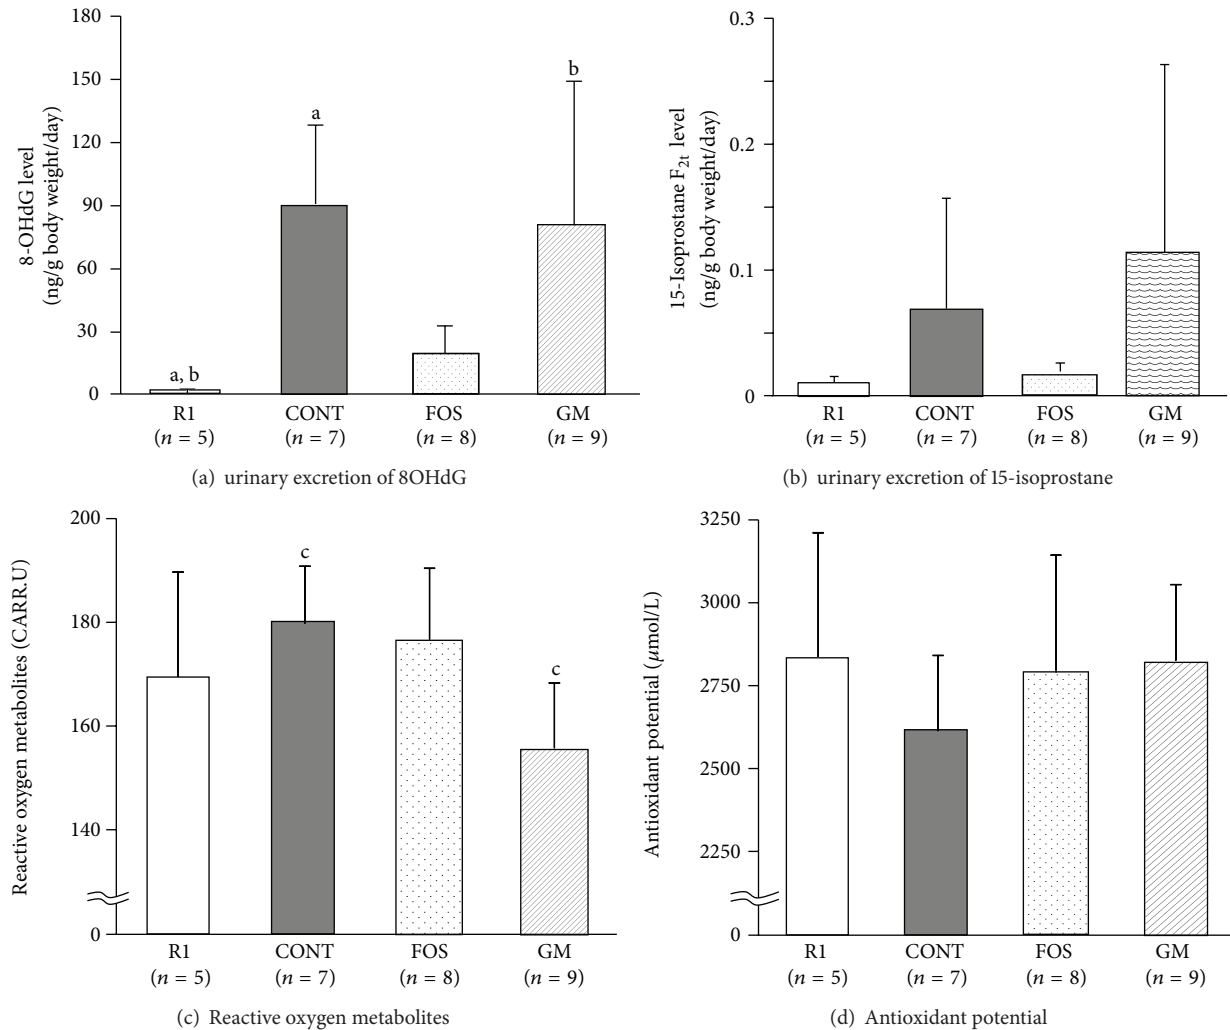 180
150
120
90
60
30
0
8-OHdG level
(ng/g body weight/day)
a, b
a
b
R1
CONT
FOS
GM
(n = 5)
(n = 7)
(n = 8)
(n = 9)
(a) urinary excretion of 8OHdG
0.3
0.2
0.1
0
15-Isoprostane F2t level
(ng/g body weight/day)
R1
CONT
FOS
GM
(n = 5)
(n = 7)
(n = 8)
(n = 9)
(b) urinary excretion of 15-isoprostane
200
180
160
140
0
Reactive oxygen metabolites (CARR.U)
c
c
R1
CONT
FOS
GM
(n = 5)
(n = 7)
(n = 8)
(n = 9)
(c) Reactive oxygen metabolites
3250
3000
2750
2500
2250
0
Antioxidant potential (μmol/L)
R1
CONT
FOS
GM
(n = 5)
(n = 7)
(n = 8)
(n = 9)
(d) Antioxidant potential